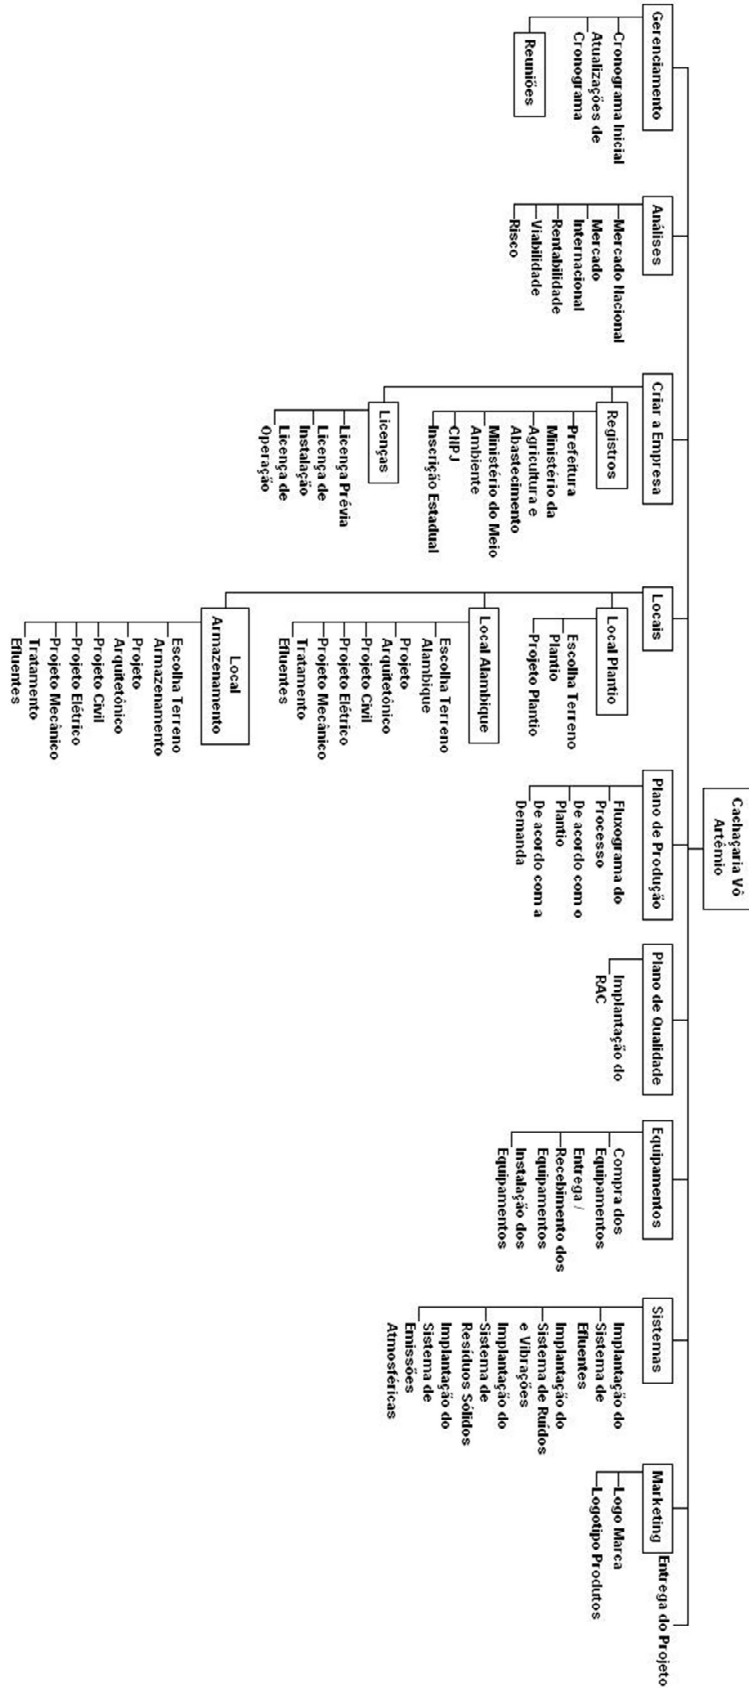 Cachaçaria Vô
Artêmio
Gerenciamento
Cronograma Inicial
Atualizações de
Cronograma
Reuniões
Análises
Mercado Nacional
Mercado
Internacional
Rentabilidade
Viabilidade
Risco
Criar a Empresa
Registros
Prefeitura
Ministério da
Agricultura e
Abastecimento
Ministério do Meio
Ambiente
CNPJ
Inscrição Estadual
Licenças
Licença Prévia
Licença de
Instalação
Licença de
Operação
Locais
Local Plantio
Escolha Terreno
Plantio
Projeto Plantio
Local Alambique
Escolha Terreno
Alambique
Projeto
Arquitetônico
Projeto Civil
Projeto Elétrico
Projeto Mecânico
Tratamento
Efluentes
Local
Armazenamento
Escolha Terreno
Armazenamento
Projeto
Arquitetônico
Projeto Civil
Projeto Elétrico
Projeto Mecânico
Tratamento
Efluentes
Plano de Produção
Fluxograma do
Processo
De acordo com o
Plantio
De acordo com a
Demanda
Plano de Qualidade
Implantação do
RAC
Equipamentos
Compra dos
Equipamentos
Entrega /
Recebimento dos
Equipamentos
Instalação dos
Equipamentos
Sistemas
Implantação do
Sistema de
Efluentes
Implantação do
Sistema de Ruídos
e Vibrações
Implantação do
Sistema de
Resíduos Sólidos
Implantação do
Sistema de
Emissões
Atmosféricas
Marketing
Logo Marca
Logotipo Produtos
Entrega do Projeto